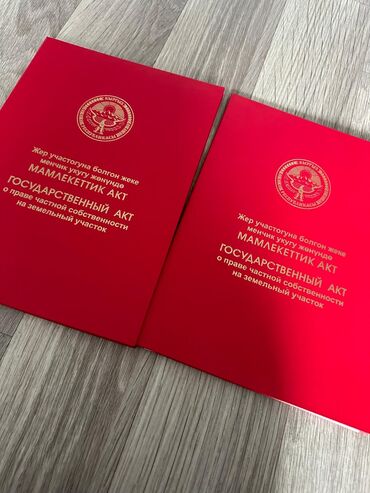 Жер участогуна болгон жеке
менчик укугу жөнүндө
МАМЛЕКЕТТИК АКТ
ГОСУДАРСТВЕННЫЙ АКТ
о праве частной собственности
на земельный участок
Жер участогуна болгон жеке
менчик укугу жөнүндө
МАМЛЕКЕТТИК АКТ
ГОСУДАРСТВЕННЫЙ АКТ
о праве частной собственности
на земельный участок